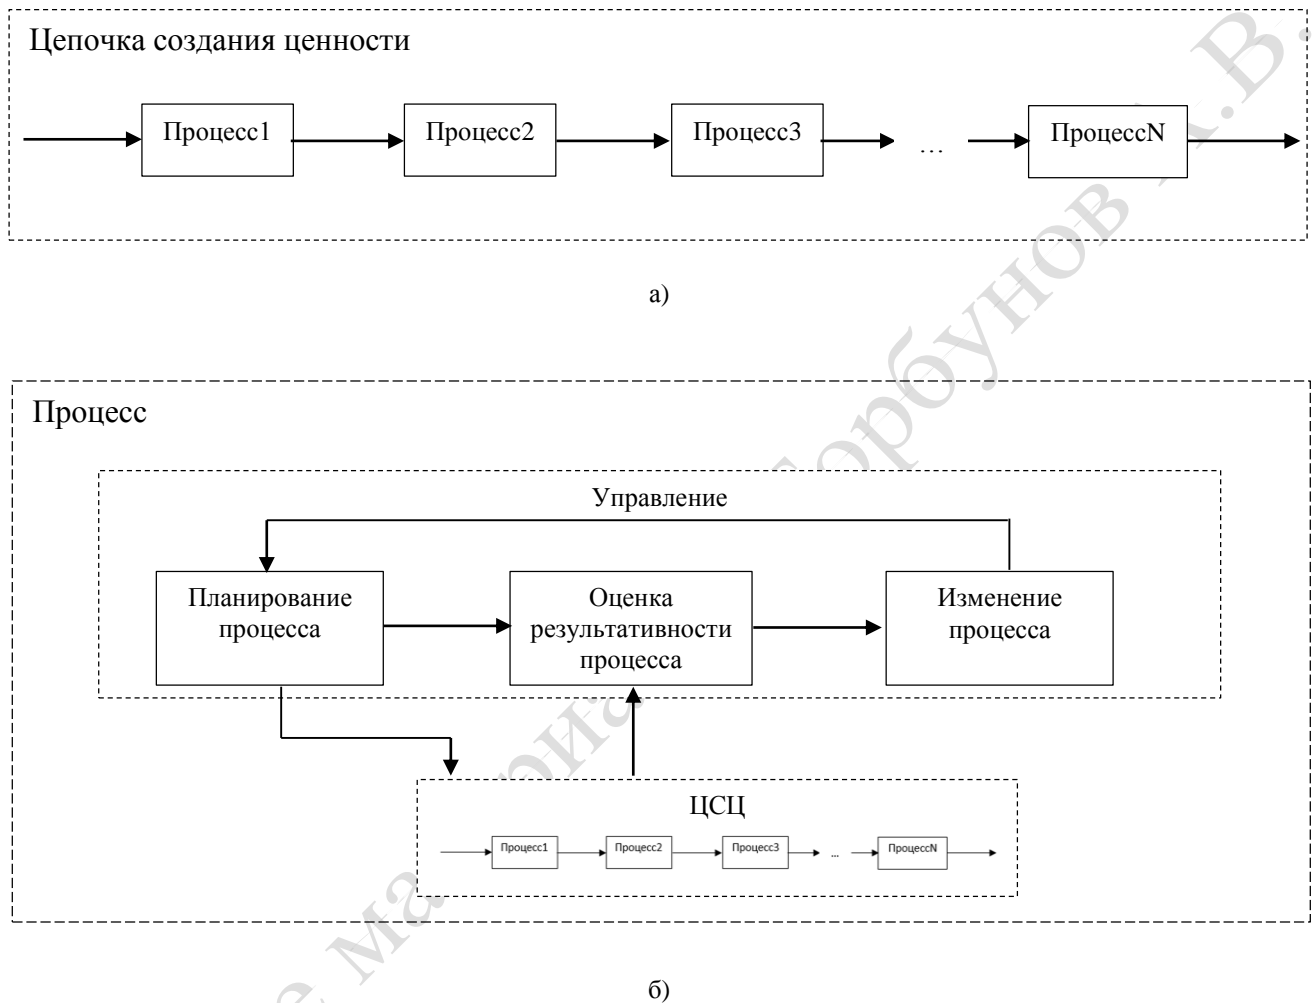 Цепочка создания ценности
Процесс1 Процесс2 Процесс3 … ПроцессN
а)
Процесс
Управление
Планирование Оценка Изменение
процесса результативности процесса
процесса
ЦСЦ
Процесс1 Процесс2 Процесс3 ... ПроцессN
б)
Горбунов А.В.